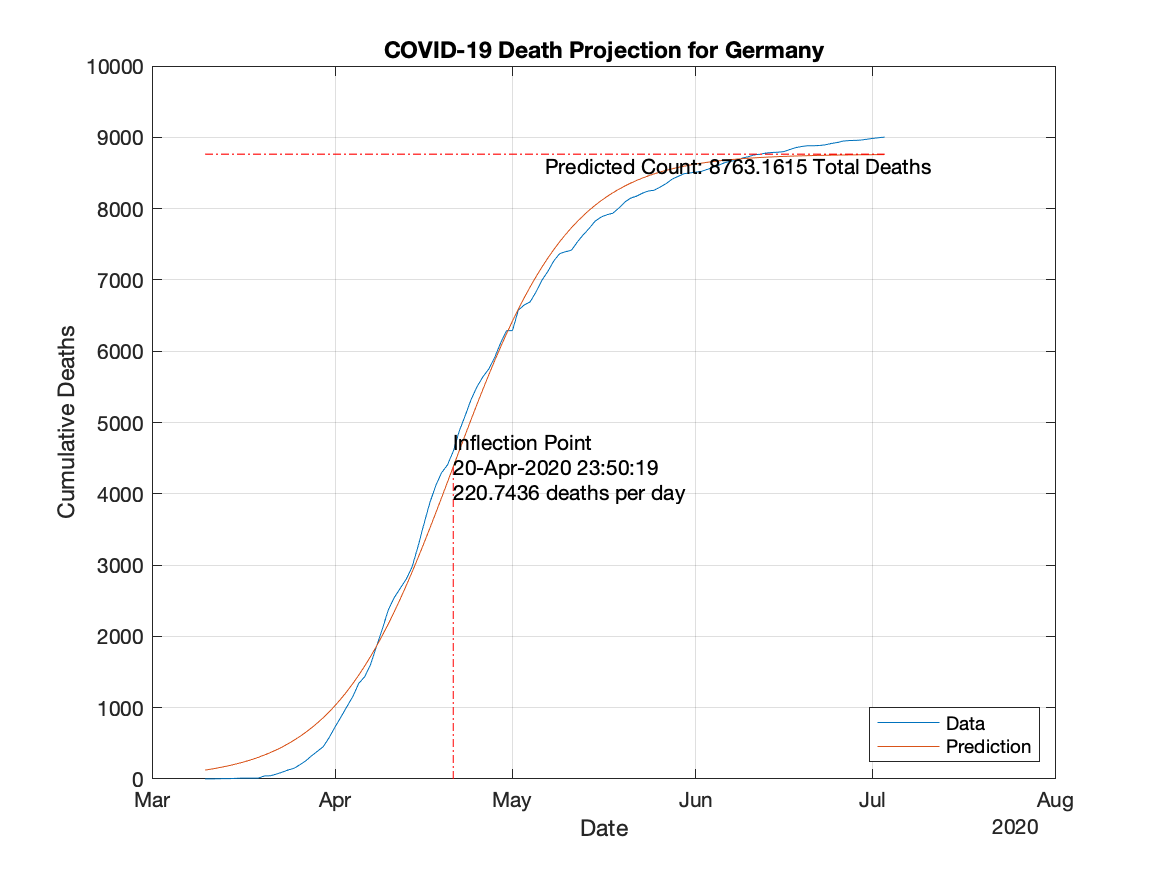 COVID-19 Death Projection for Germany
10000
9000
Predicted Count: 8763.1615 Total Deaths
8000
7000
6000
5000
Inflection Point
20-Apr-2020 23:50:19
220.7436 deaths per day
4000
3000
2000
1000
0
Cumulative Deaths
Data
Prediction
Mar Apr May Jun Jul Aug
Date
2020